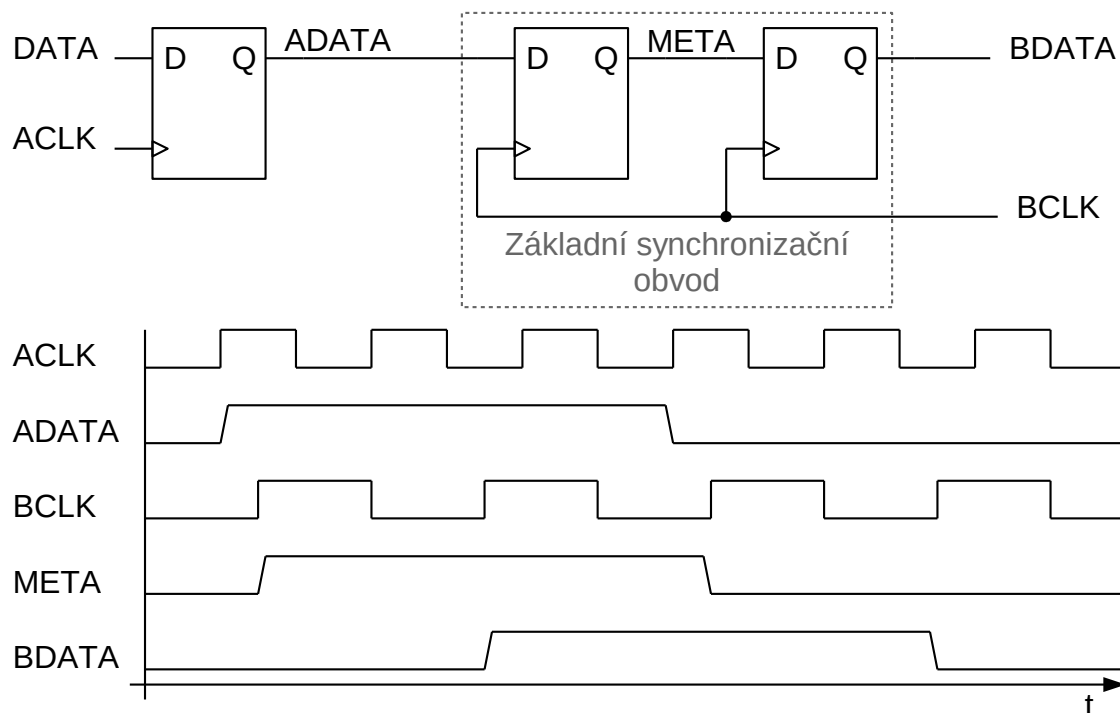 DATA
D Q
ADATA
D Q
META
D Q
BDATA
ACLK
BCLK
Základní synchronizační
obvod
ACLK
ADATA
BCLK
META
BDATA
t